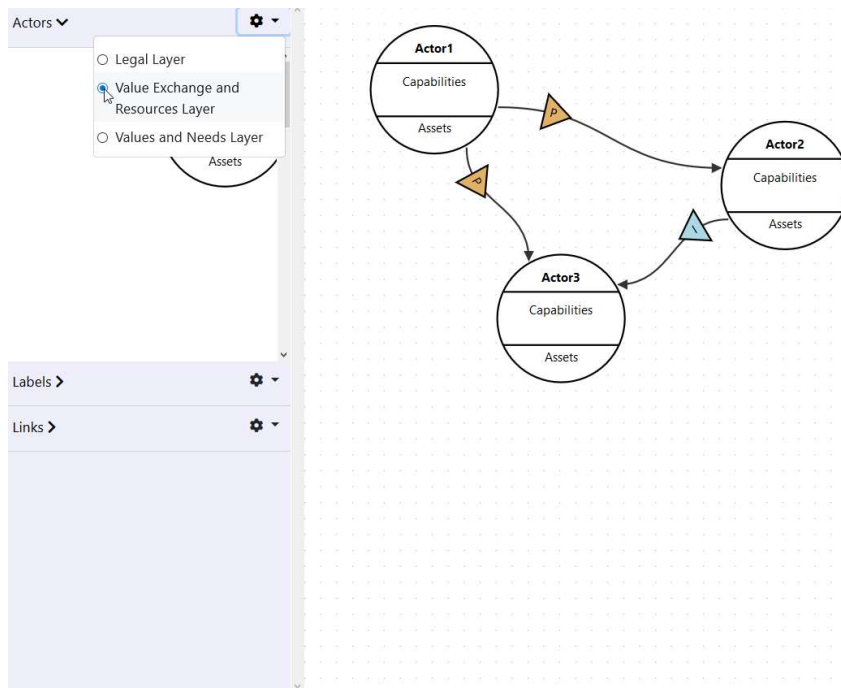 Actors
Legal Layer
Value Exchange and
Resources Layer
Values and Needs Layer
Assets
Labels
Links
Actor1
Capabilities
Assets
P
P
Actor2
Capabilities
Assets
I
Actor3
Capabilities
Assets